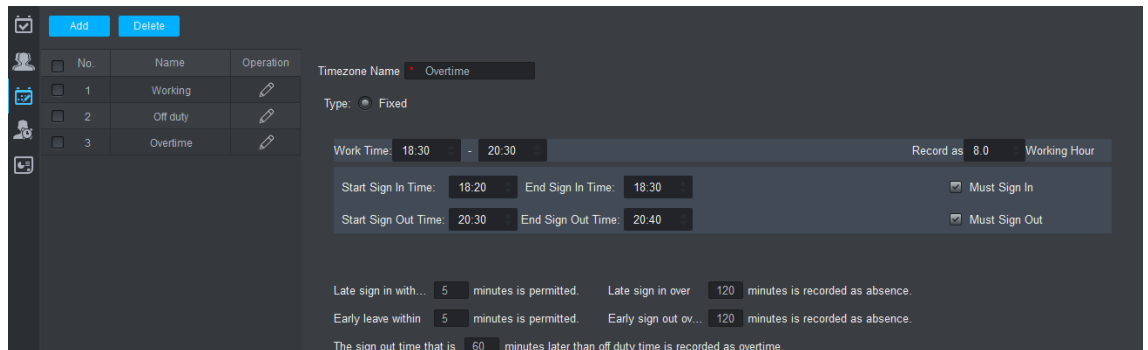 Add Delete
No. Name Operation
1 Working
2 Off duty
3 Overtime
Timezone Name * Overtime
Type: Fixed
Work Time: 18:30 - 20:30 Record as 8.0 Working Hour
Start Sign In Time: 18:20 End Sign In Time: 18:30 Must Sign In
Start Sign Out Time: 20:30 End Sign Out Time: 20:40 Must Sign Out
Late sign in with... 5 minutes is permitted. Late sign in over 120 minutes is recorded as absence.
Early leave within 5 minutes is permitted. Early sign out ov... 120 minutes is recorded as absence.
The sign out time that is 60 minutes later than off duty time is recorded as overtime.